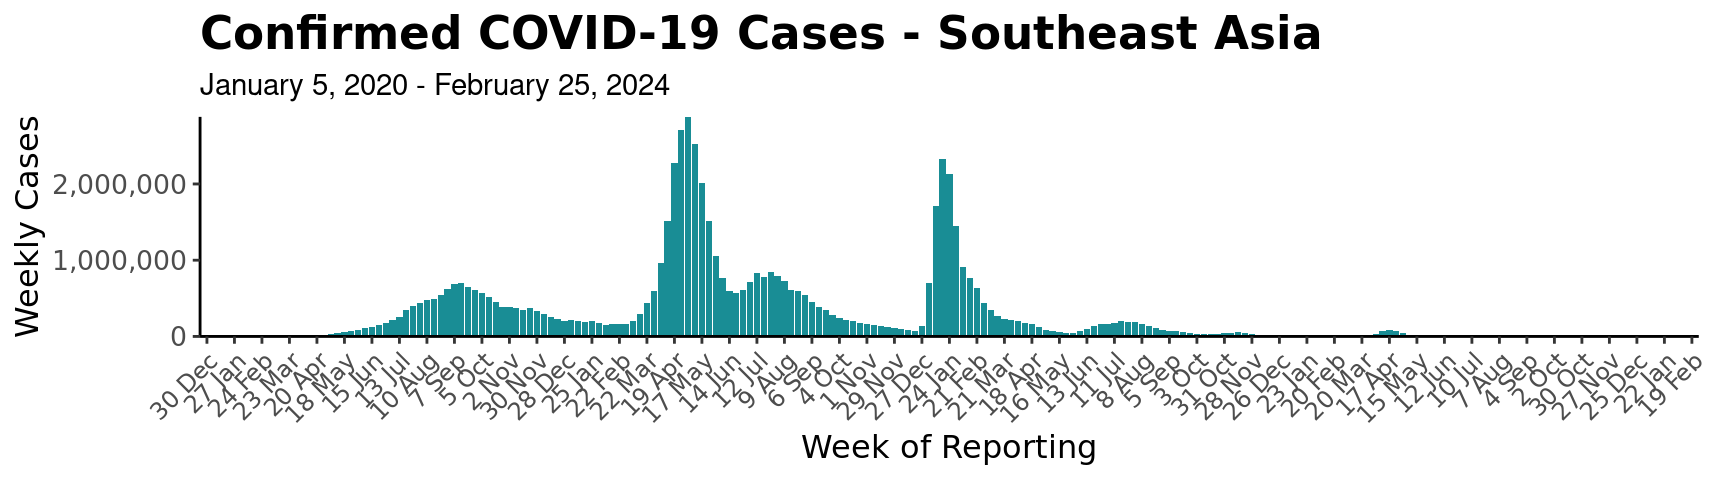 Confirmed COVID-19 Cases - Southeast Asia
January 5, 2020 - February 25, 2024
Weekly Cases
2,000,000
1,000,000
0
30 Dec
27 Jan
24 Feb
23 Mar
20 Apr
18 May
15 Jun
13 Jul
10 Aug
7 Sep
5 Oct
2 Nov
30 Nov
28 Dec
25 Jan
22 Feb
22 Mar
19 Apr
17 May
14 Jun
12 Jul
9 Aug
6 Sep
4 Oct
1 Nov
29 Nov
27 Dec
24 Jan
21 Feb
21 Mar
18 Apr
16 May
13 Jun
11 Jul
8 Aug
5 Sep
3 Oct
31 Oct
28 Nov
26 Dec
23 Jan
20 Feb
20 Mar
17 Apr
15 May
12 Jun
10 Jul
7 Aug
4 Sep
2 Oct
30 Oct
27 Nov
25 Dec
22 Jan
19 Feb
Week of Reporting